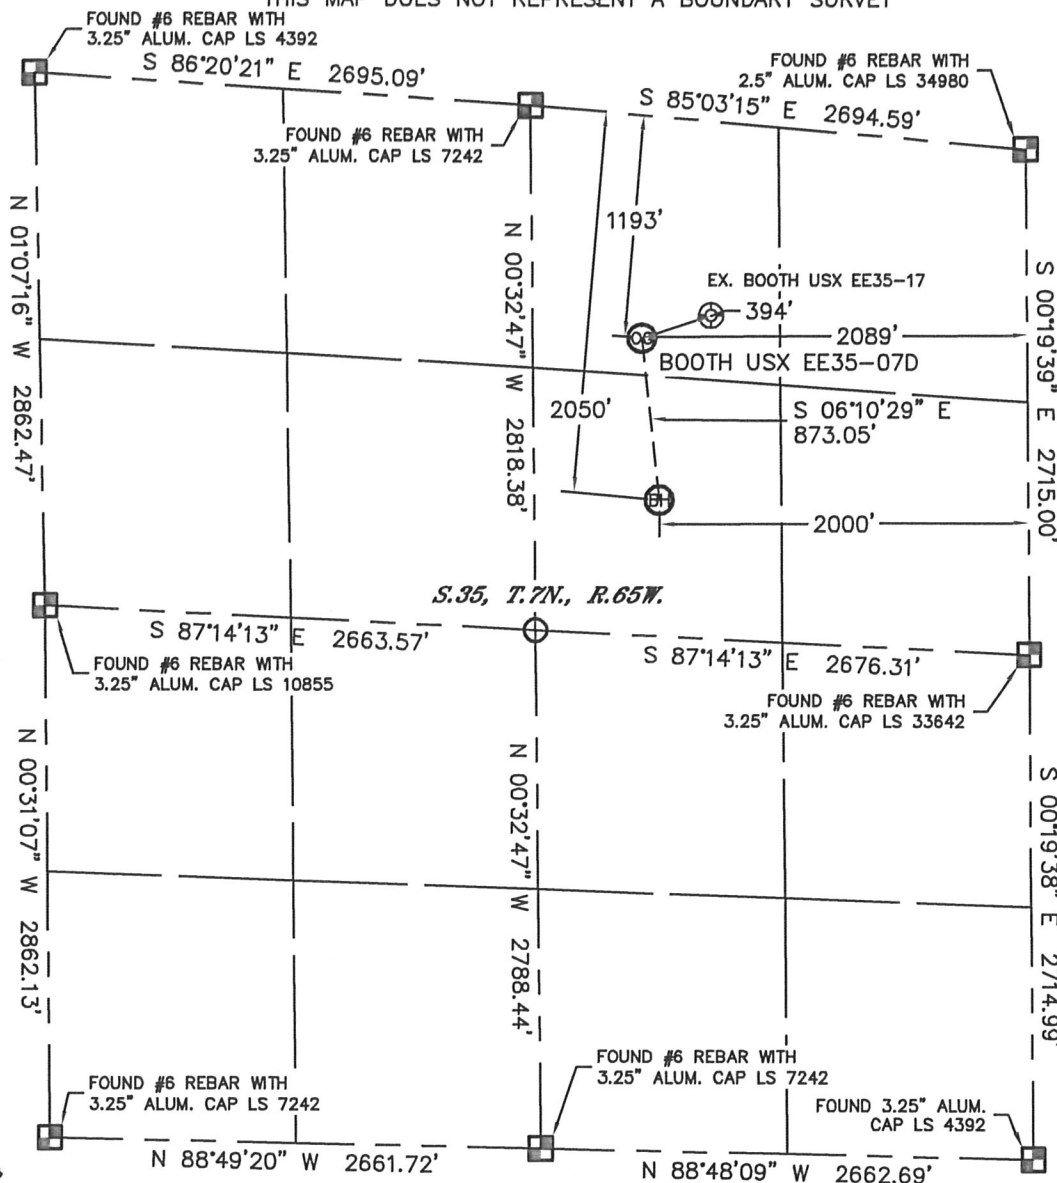 THIS MAP DOES NOT REPRESENT A BOUNDARY SURVEY
FOUND #6 REBAR WITH
3.25" ALUM. CAP LS 4392
S 86°20'21" E 2695.09'
FOUND #6 REBAR WITH
2.5" ALUM. CAP LS 34980
S 85°03'15" E 2694.59'
FOUND #6 REBAR WITH
3.25" ALUM. CAP LS 7242
N 01°07'16" W 2862.47'
N 00°32'47" W 2818.38'
1193'
EX. BOOTH USX EE35-17
394'
2089'
OG
BOOTH USX EE35-07D
S 00°19'39" E 2715.00'
2050'
S 06°10'29" E
873.05'
BH
2000'
S.35, T.7N., R.65W.
S 87°14'13" E 2663.57'
S 87°14'13" E 2676.31'
FOUND #6 REBAR WITH
3.25" ALUM. CAP LS 10855
FOUND #6 REBAR WITH
3.25" ALUM. CAP LS 33642
N 00°31'07" W 2862.13'
N 00°32'47" W 2788.44'
S 00°19'38" E 2714.99'
FOUND #6 REBAR WITH
3.25" ALUM. CAP LS 7242
FOUND #6 REBAR WITH
3.25" ALUM. CAP LS 7242
FOUND 3.25" ALUM.
CAP LS 4392
N 88°49'20" W 2661.72'
N 88°48'09" W 2662.69'